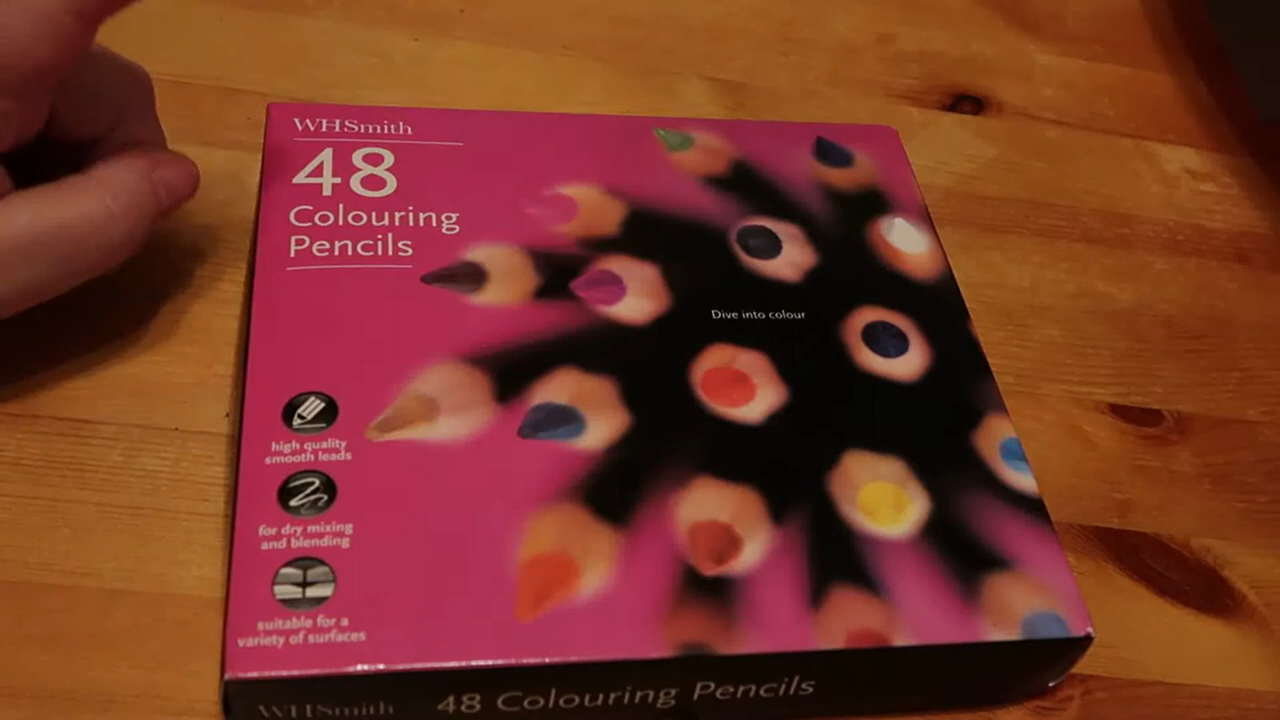 WHSmith
48
Colouring
Pencils
Dive into colour
high quality
smooth leads
for dry mixing
and blending
suitable for a
variety of surfaces
WHSmith 48 Colouring Pencils